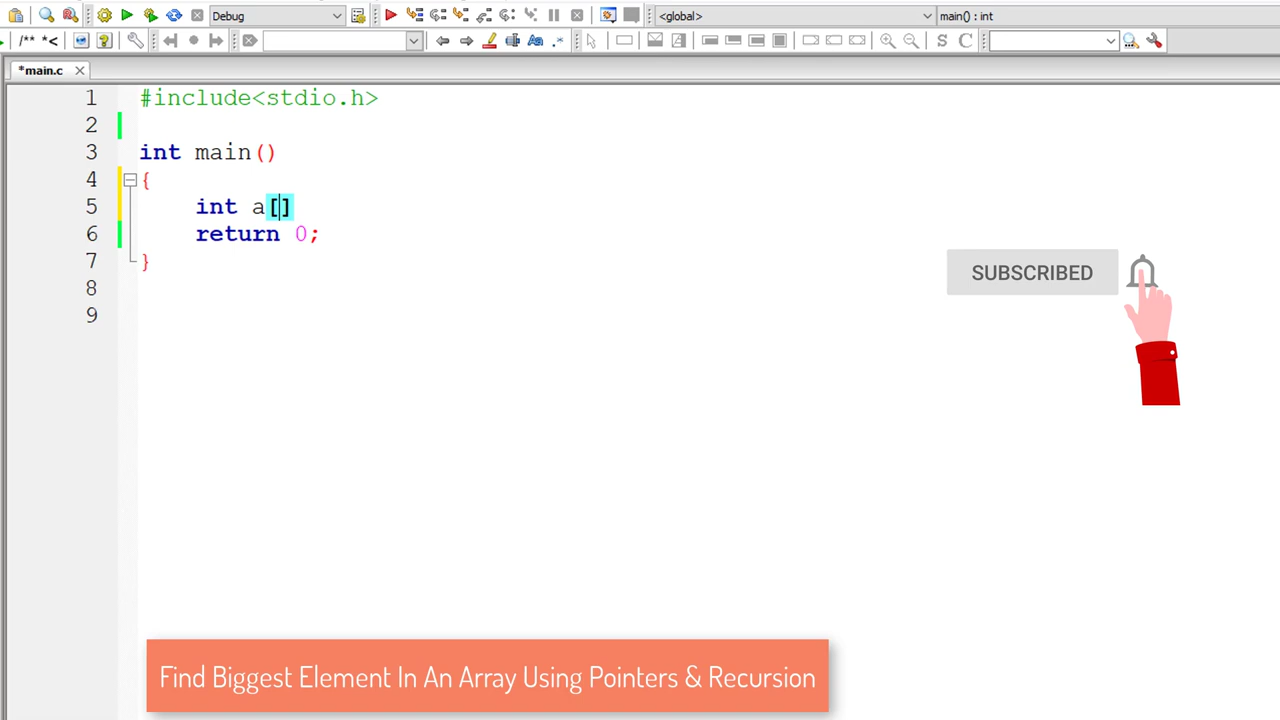 Debug <global> main() : int
/** *< S C
*main.c
1 #include<stdio.h>
2
3 int main()
4 {
5 int a[]
6 return 0;
7 }
8
9
SUBSCRIBED
Find Biggest Element In An Array Using Pointers & Recursion